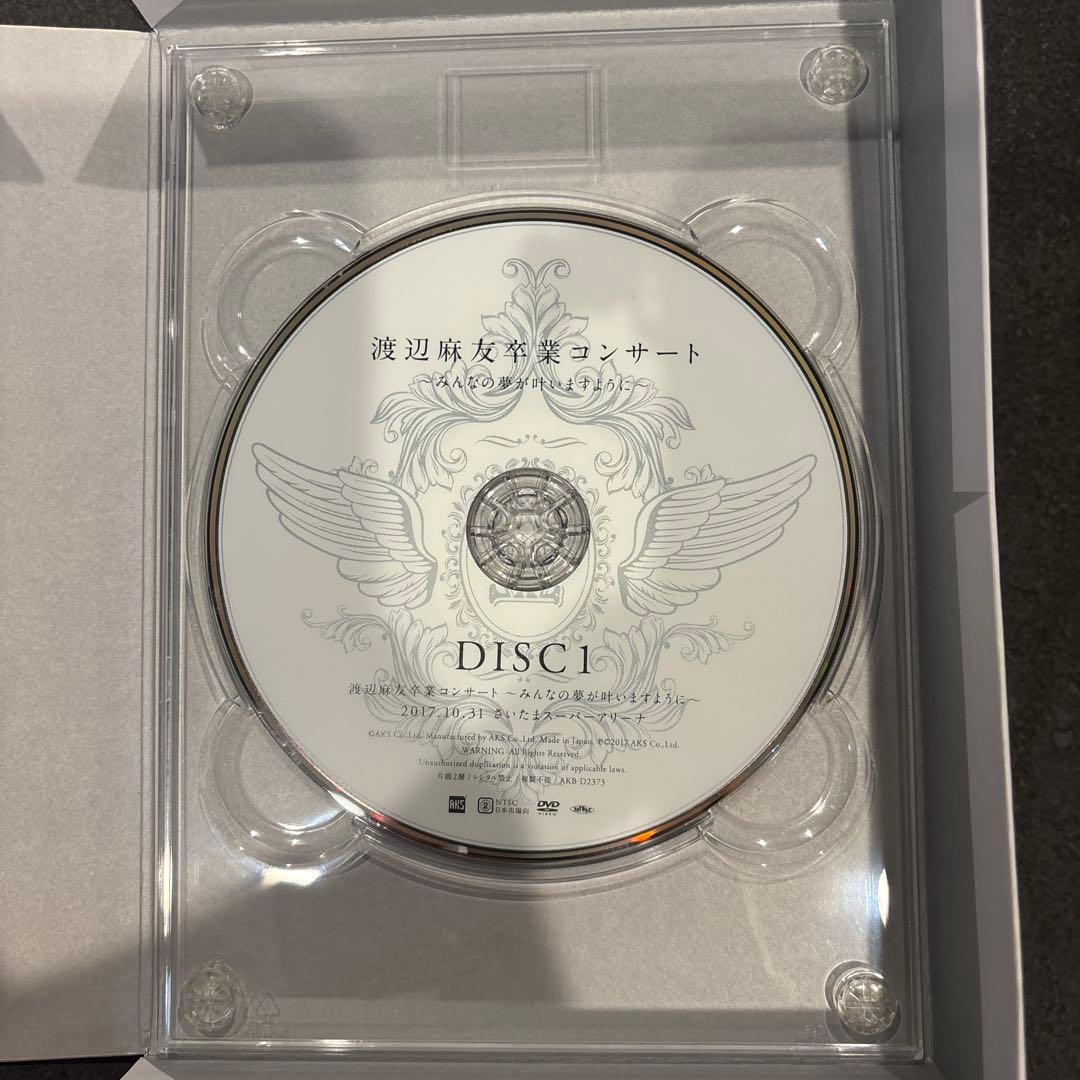 渡辺麻友卒業コンサート
～みんなの夢が叶いますように～
DISC 1
渡辺麻友卒業コンサート ～みんなの夢が叶いますように～
2017.10.31 さいたまスーパーアリーナ
©AKS Co.,Ltd. Manufactured by AKS Co.,Ltd. Made in Japan. ℗©2017 AKS Co., Ltd.
WARNING: All Rights Reserved.
Unauthorized duplication is a violation of applicable laws.
片面2層 / レンタル禁止 / 複製不能 / AKB-D2373
AKS 2 NTSC 日本市場向 DVD VIDEO